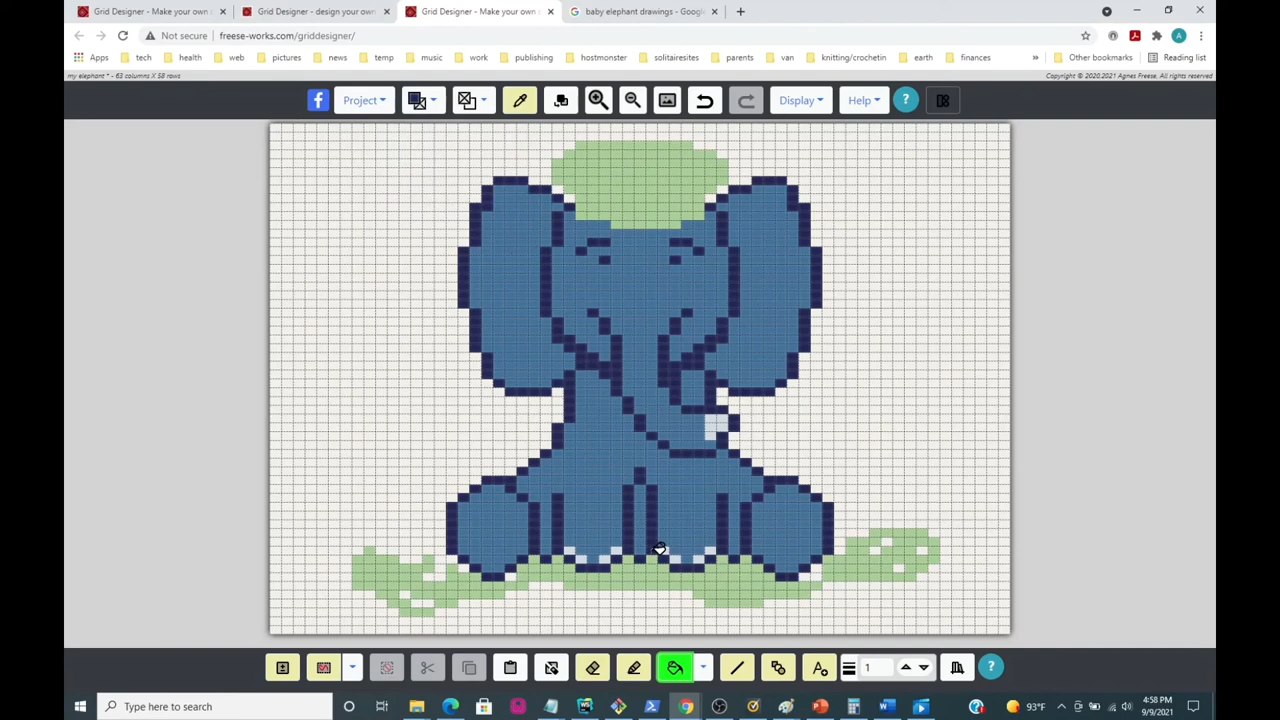 Grid Designer - Make your own s
Grid Designer - design your own
Grid Designer - Make your own s
baby elephant drawings - Google
Not secure
freese-works.com/griddesigner/
Apps
tech
health
web
pictures
news
temp
music
work
publishing
hostmonster
solitairesites
parents
van
knitting/crochetin
earth
finances
»
Other bookmarks
Reading list
my elephant * - 63 columns X 58 rows
Copyright © 2020,2021 Agnes Freese. All rights reserved
Project
Display
Help
?
A
1
?
Type here to search
93°F
4:58 PM
9/9/2021